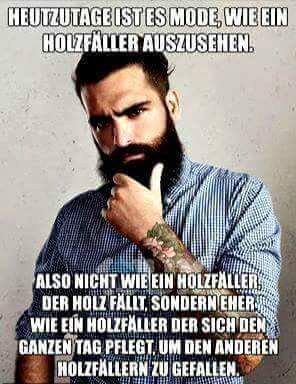 HEUTZUTAGE IST ES MODE, WIE EIN
HOLZFÄLLER AUSZUSEHEN.
ALSO NICHT WIE EIN HOLZFÄLLER,
DER HOLZ FÄLLT, SONDERN EHER
WIE EIN HOLZFÄLLER DER SICH DEN
GANZEN TAG PFLEGT, UM DEN ANDEREN
HOLZFÄLLERN ZU GEFALLEN.